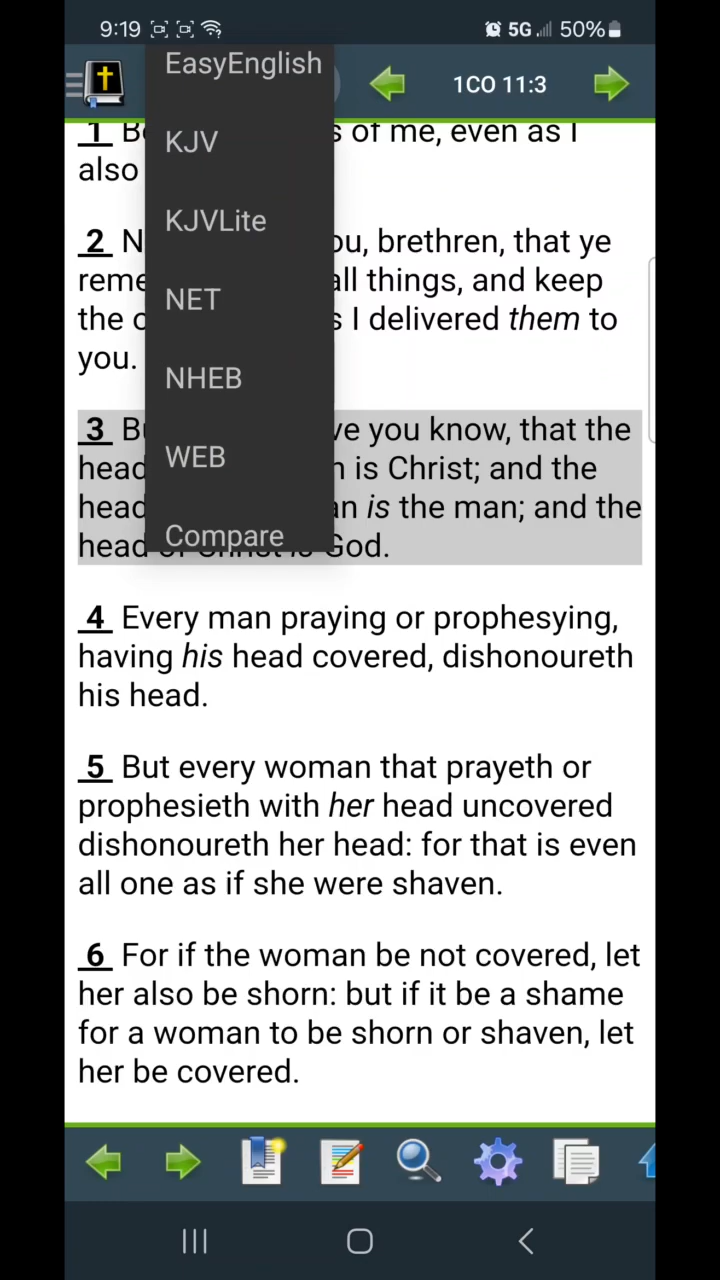 9:19
5G 50%
1CO 11:3
EasyEnglish
KJV
KJVLite
NET
NHEB
WEB
Compare
1 B s of me, even as I
also
2 N ou, brethren, that ye
reme all things, and keep
the o s I delivered them to
you.
3 B ve you know, that the
head n is Christ; and the
head an is the man; and the
head of Christ is God.
4 Every man praying or prophesying,
having his head covered, dishonoureth
his head.
5 But every woman that prayeth or
prophesieth with her head uncovered
dishonoureth her head: for that is even
all one as if she were shaven.
6 For if the woman be not covered, let
her also be shorn: but if it be a shame
for a woman to be shorn or shaven, let
her be covered.